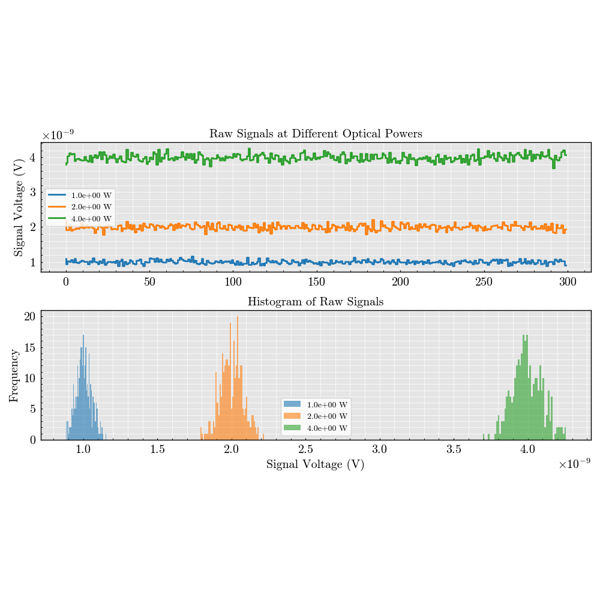 Raw Signals at Different Optical Powers
×10⁻⁹
Signal Voltage (V)
4
3
2
1
1.0e+00 W
2.0e+00 W
4.0e+00 W
0 50 100 150 200 250 300
Histogram of Raw Signals
Frequency
20
15
10
5
0
1.0e+00 W
2.0e+00 W
4.0e+00 W
1.0 1.5 2.0 2.5 3.0 3.5 4.0
Signal Voltage (V)
×10⁻⁹